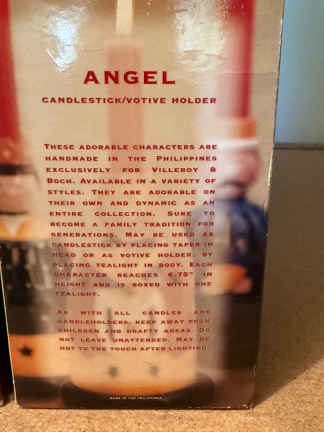 ANGEL
CANDLESTICK/VOTIVE HOLDER
THESE ADORABLE CHARACTERS ARE
HANDMADE IN THE PHILIPPINES
EXCLUSIVELY FOR VILLEROY &
BOCH. AVAILABLE IN A VARIETY OF
STYLES. THEY ARE ADORABLE ON
THEIR OWN AND DYNAMIC AS AN
ENTIRE COLLECTION. SURE TO
BECOME A FAMILY TRADITION FOR
GENERATIONS. MAY BE USED AS
CANDLESTICK BY PLACING TAPER IN
HEAD OR AS VOTIVE HOLDER, BY
PLACING TEALIGHT IN BODY. EACH
CHARACTER REACHES 6.75" IN
HEIGHT AND IS BOXED WITH ONE
TEALIGHT.
AS WITH ALL CANDLES AND
CANDLEHOLDERS, KEEP AWAY FROM
CHILDREN AND DRAFTY AREAS. DO
NOT LEAVE UNATTENDED. MAY BE
HOT TO THE TOUCH AFTER LIGHTING.
MADE IN THE PHILIPPINES